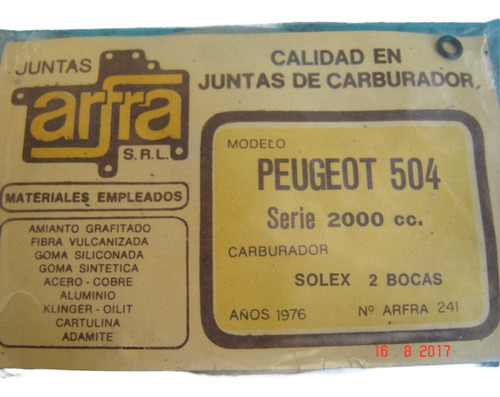 JUNTAS
arfra
S.R.L.
CALIDAD EN
JUNTAS DE CARBURADOR,
MATERIALES EMPLEADOS
AMIANTO GRAFITADO
FIBRA VULCANIZADA
GOMA SILICONADA
GOMA SINTETICA
ACERO - COBRE
ALUMINIO
KLINGER - OILIT
CARTULINA
ADAMITE
MODELO
PEUGEOT 504
Serie 2000 cc.
CARBURADOR
SOLEX 2 BOCAS
AÑOS 1976 Nº ARFRA 241
16 8 2017